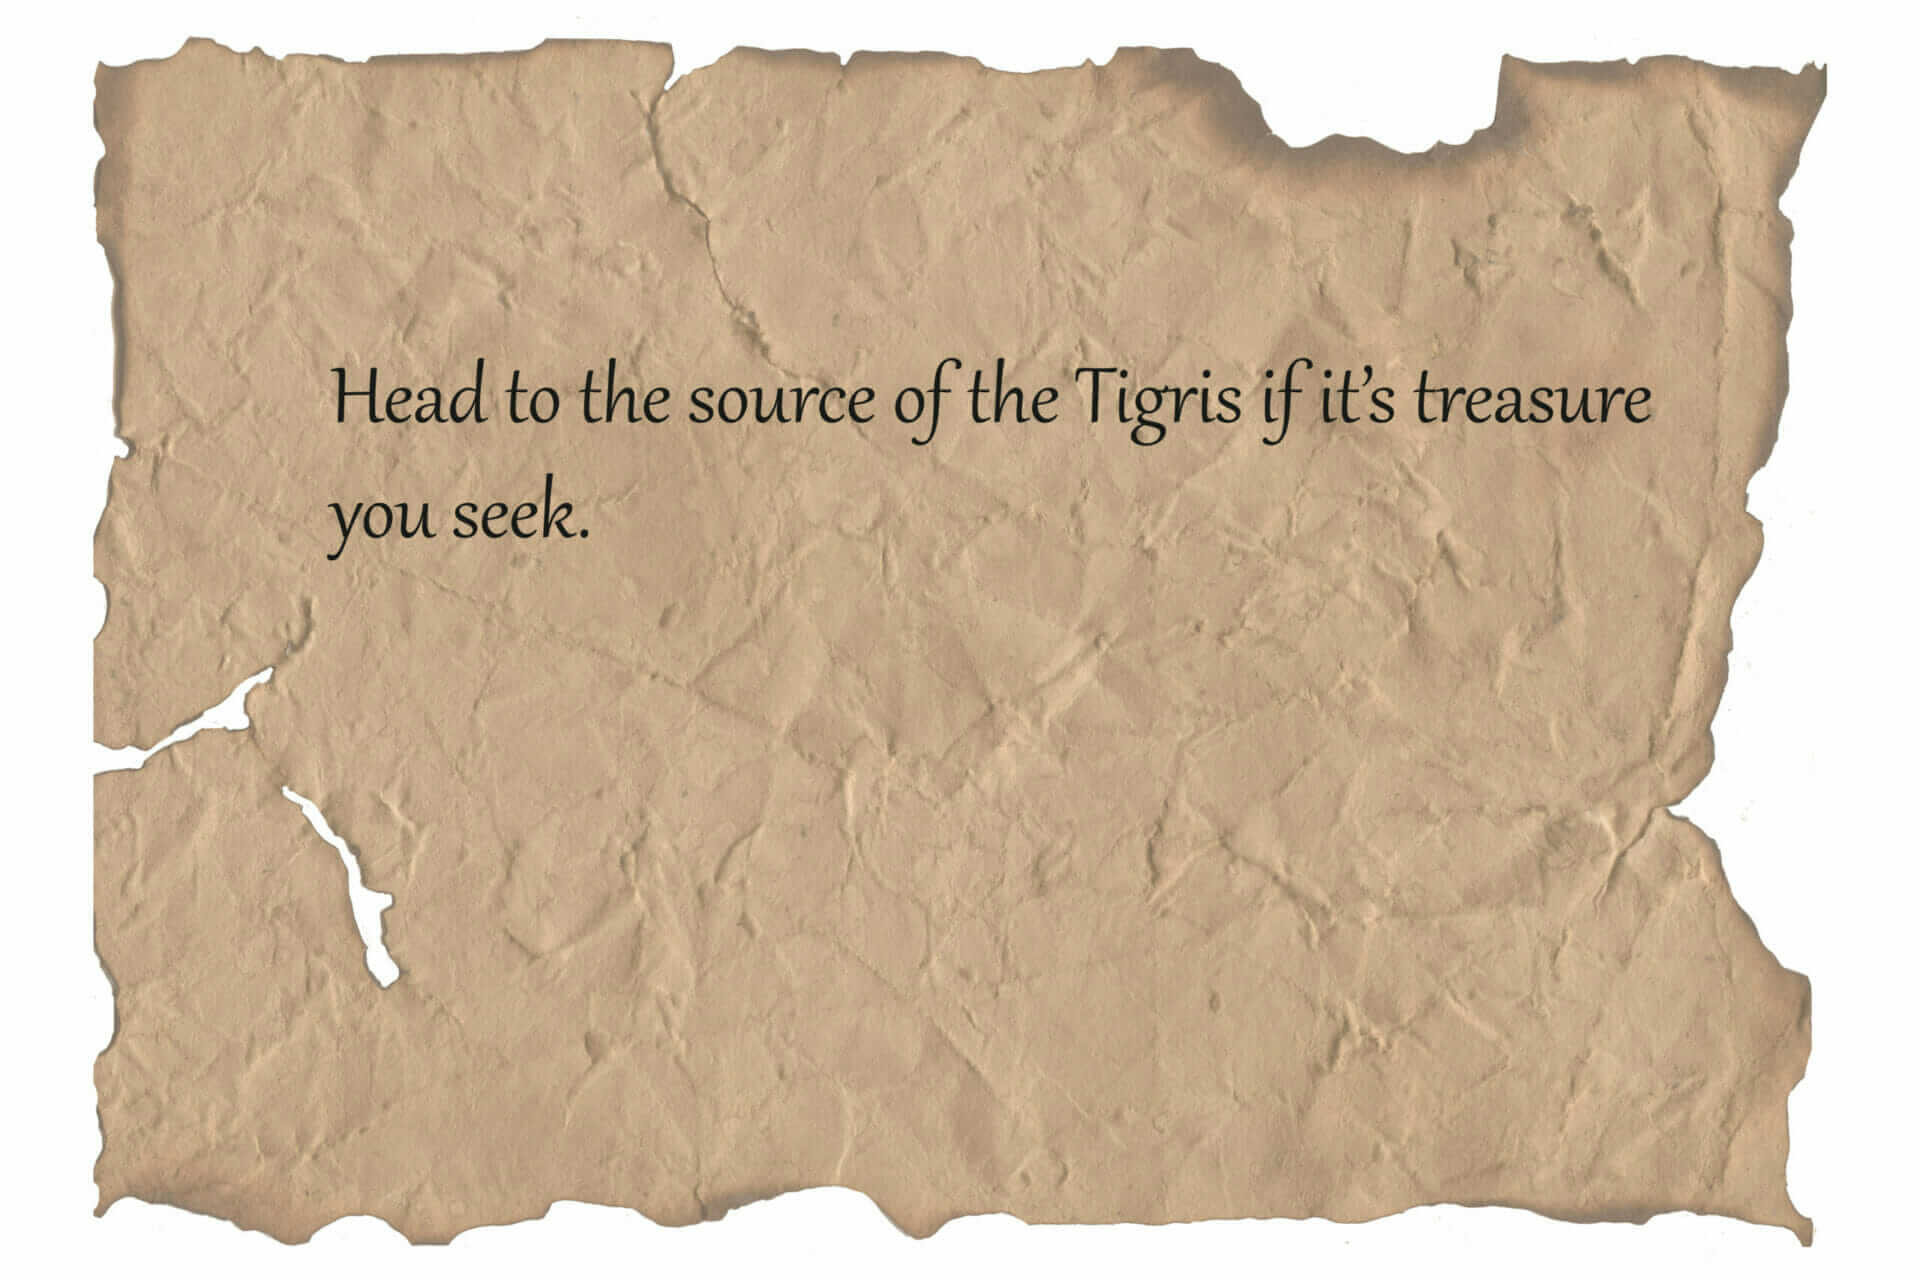 Head to the source of the Tigris if it’s treasure
you seek.